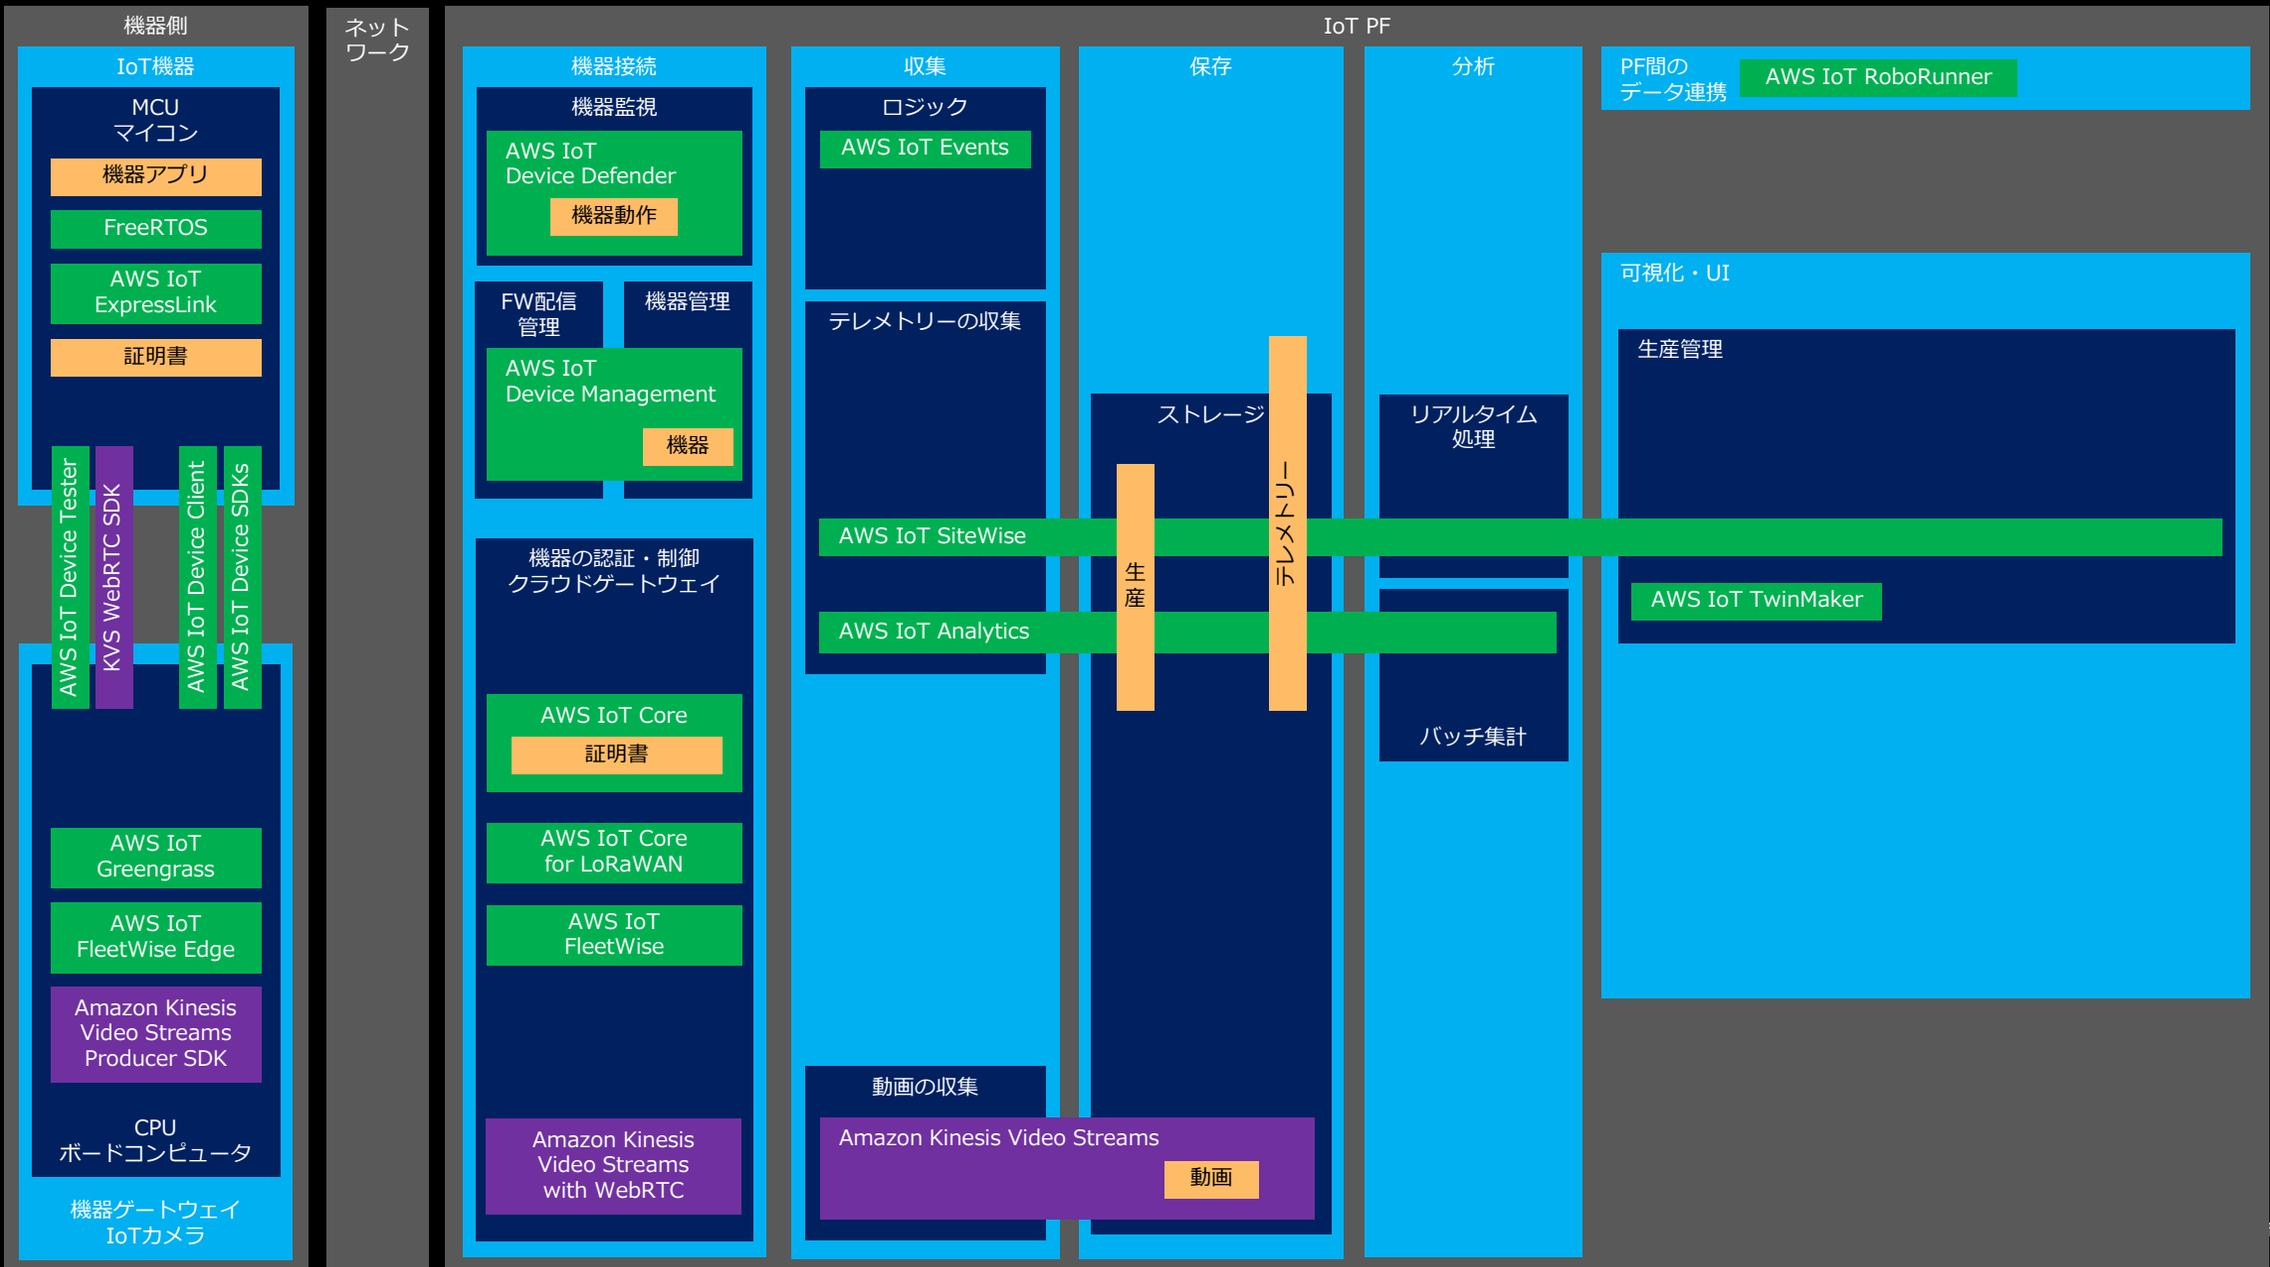 機器側
IoT機器
MCU
マイコン
機器アプリ
FreeRTOS
AWS IoT
ExpressLink
証明書
AWS IoT Device Tester
KVS WebRTC SDK
AWS IoT Device Client
AWS IoT Device SDKs
AWS IoT
Greengrass
AWS IoT
FleetWise Edge
Amazon Kinesis
Video Streams
Producer SDK
CPU
ボードコンピュータ
機器ゲートウェイ
IoTカメラ
ネット
ワーク
IoT PF
機器接続
機器監視
AWS IoT
Device Defender
機器動作
FW配信
管理
機器管理
AWS IoT
Device Management
機器
機器の認証・制御
クラウドゲートウェイ
AWS IoT Core
証明書
AWS IoT Core
for LoRaWAN
AWS IoT
FleetWise
Amazon Kinesis
Video Streams
with WebRTC
収集
ロジック
AWS IoT Events
テレメトリーの収集
AWS IoT SiteWise
AWS IoT Analytics
動画の収集
Amazon Kinesis Video Streams
動画
保存
ストレージ
生産
テレメトリー
分析
リアルタイム
処理
バッチ集計
PF間の
データ連携
AWS IoT RoboRunner
可視化・UI
生産管理
AWS IoT TwinMaker